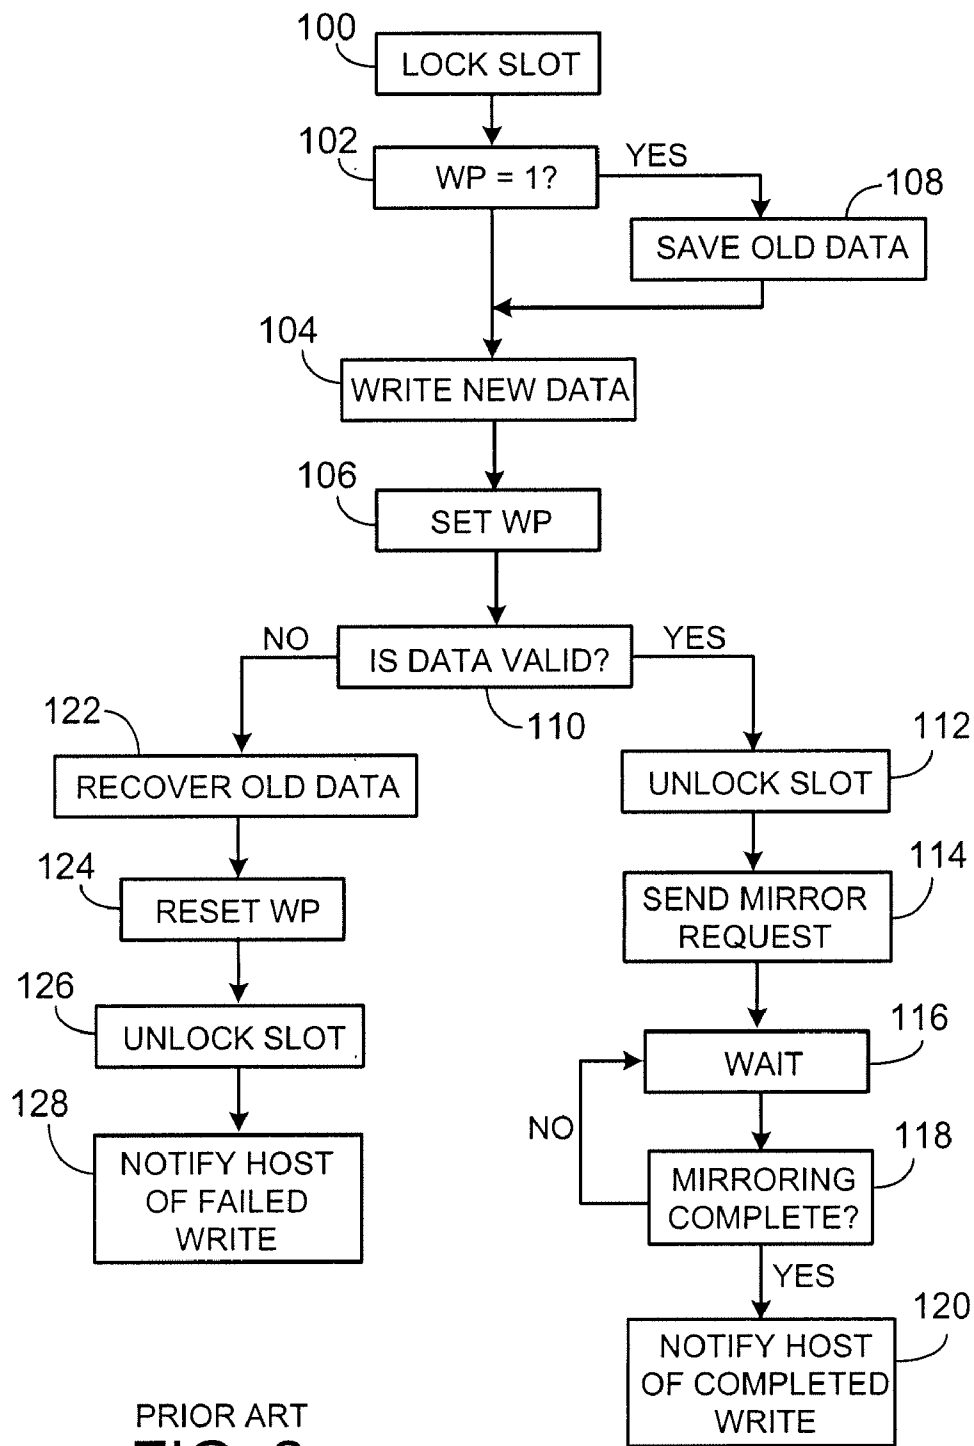 100
LOCK SLOT
102
WP = 1?
YES
108
SAVE OLD DATA
104
WRITE NEW DATA
106
SET WP
NO
IS DATA VALID?
YES
110
122
RECOVER OLD DATA
112
UNLOCK SLOT
124
RESET WP
114
SEND MIRROR
REQUEST
126
UNLOCK SLOT
116
WAIT
128
NOTIFY HOST
OF FAILED
WRITE
NO
118
MIRRORING
COMPLETE?
YES
120
NOTIFY HOST
OF COMPLETED
WRITE
PRIOR ART